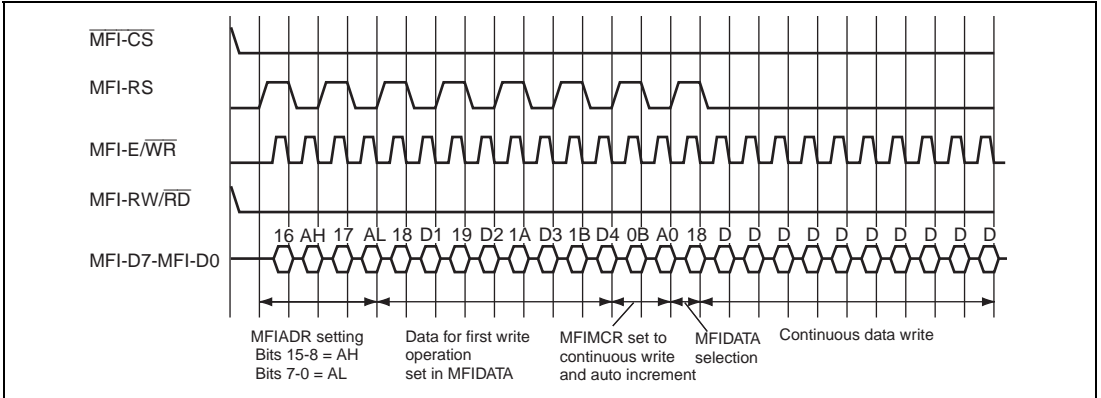 MFI-CS
MFI-RS
MFI-E/WR
MFI-RW/RD
16 AH 17 AL 18 D1 19 D2 1A D3 1B D4 0B A0 18 D D D D D D D D D D
MFI-D7-MFI-D0
MFIADR setting
Bits 15-8 = AH
Bits 7-0 = AL
Data for first write
operation
set in MFIDATA
MFIMCR set to
continuous write
and auto increment
MFIDATA
selection
Continuous data write